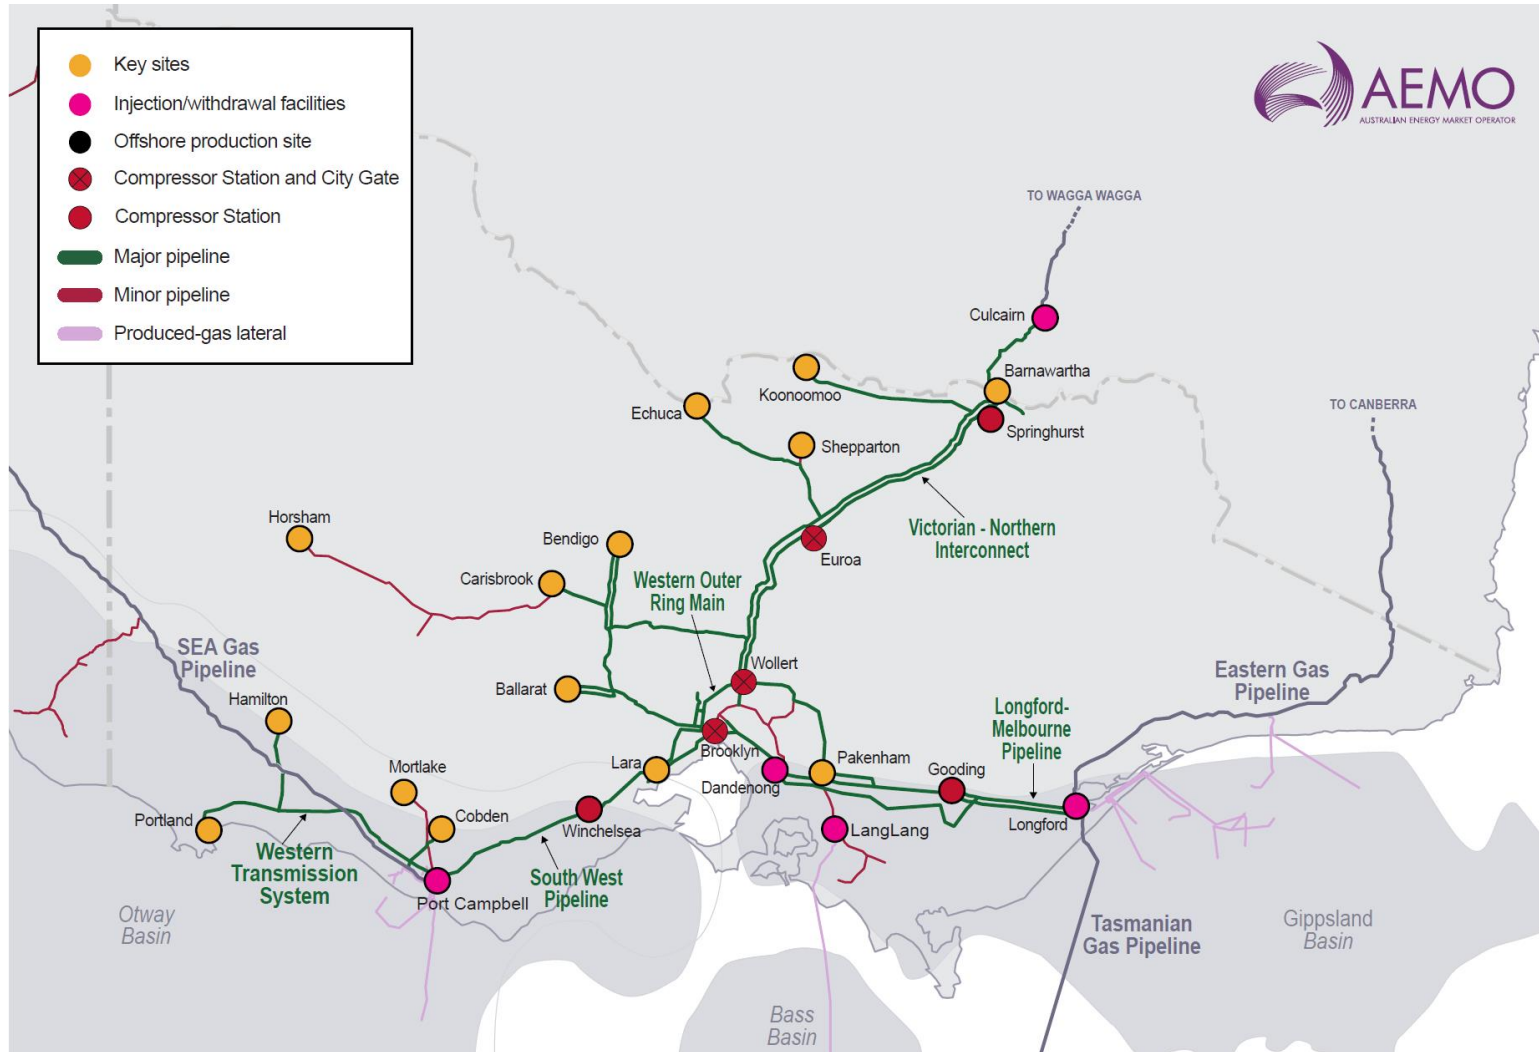 Key sites
Injection/withdrawal facilities
Offshore production site
Compressor Station and City Gate
Compressor Station
Major pipeline
Minor pipeline
Produced-gas lateral
AEMO
AUSTRALIAN ENERGY MARKET OPERATOR
TO WAGGA WAGGA
Culcairn
Barnawartha
Koonoomoo
Echuca
TO CANBERRA
Springhurst
Shepparton
Horsham
Bendigo
Victorian - Northern
Interconnect
Euroa
Carisbrook
Western Outer
Ring Main
SEA Gas
Pipeline
Wollert
Ballarat
Eastern Gas
Pipeline
Hamilton
Longford-
Melbourne
Pipeline
Brooklyn
Lara
Pakenham
Mortlake
Dandenong
Gooding
Portland
Cobden
Winchelsea
LangLang
Longford
Western
Transmission
System
South West
Pipeline
Port Campbell
Otway
Basin
Tasmanian
Gas Pipeline
Gippsland
Basin
Bass
Basin